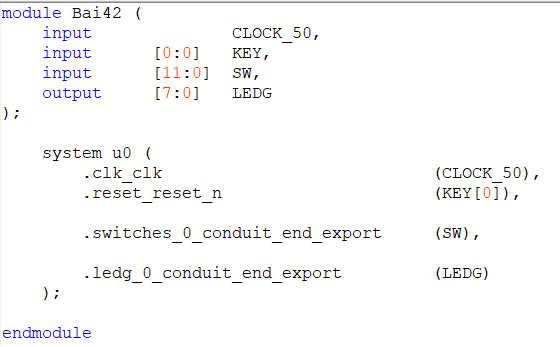 module Bai42 (
    input              CLOCK_50,
    input      [0:0]   KEY,
    input      [11:0]  SW,
    output     [7:0]   LEDG
);
    system u0 (
        .clk_clk                           (CLOCK_50),
        .reset_reset_n                     (KEY[0]),
        .switches_0_conduit_end_export     (SW),
        .ledg_0_conduit_end_export         (LEDG)
    );
endmodule